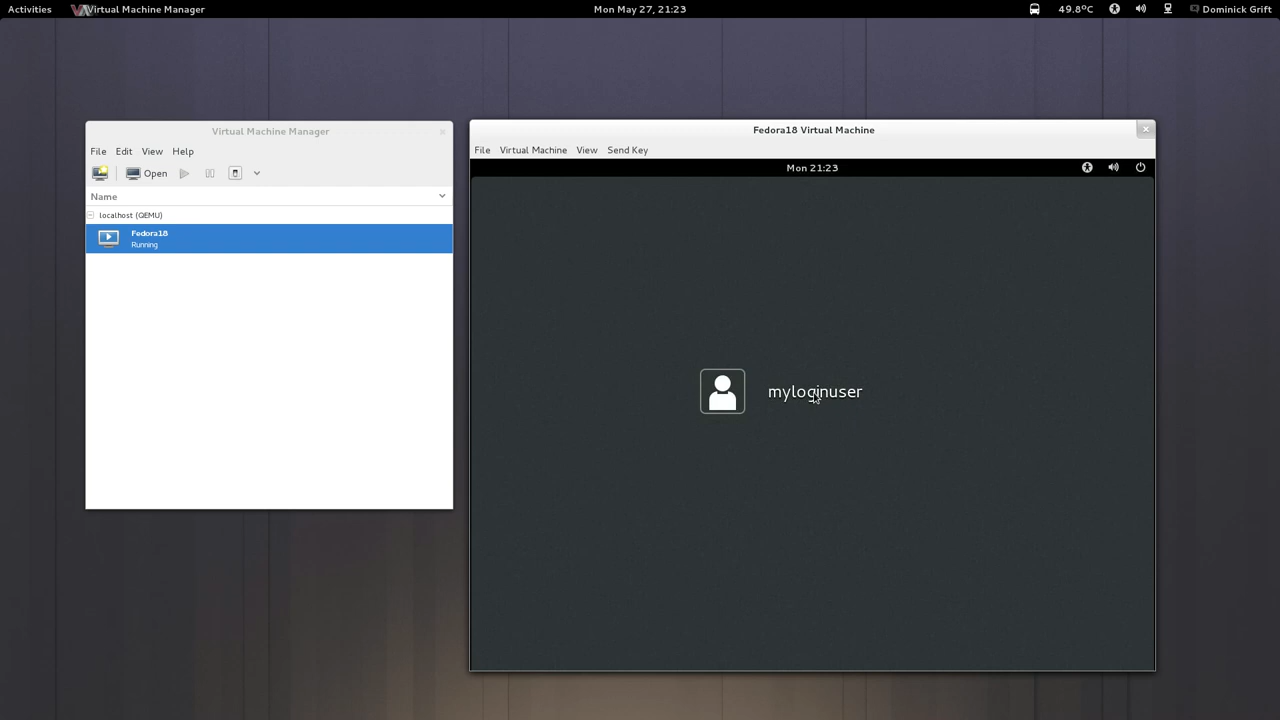 Activities Virtual Machine Manager Mon May 27, 21:23 49.8ºC Dominick Grift
Virtual Machine Manager
File Edit View Help
Open
Name
localhost (QEMU)
Fedora18
Running
Fedora18 Virtual Machine
File Virtual Machine View Send Key
Mon 21:23
myloginuser